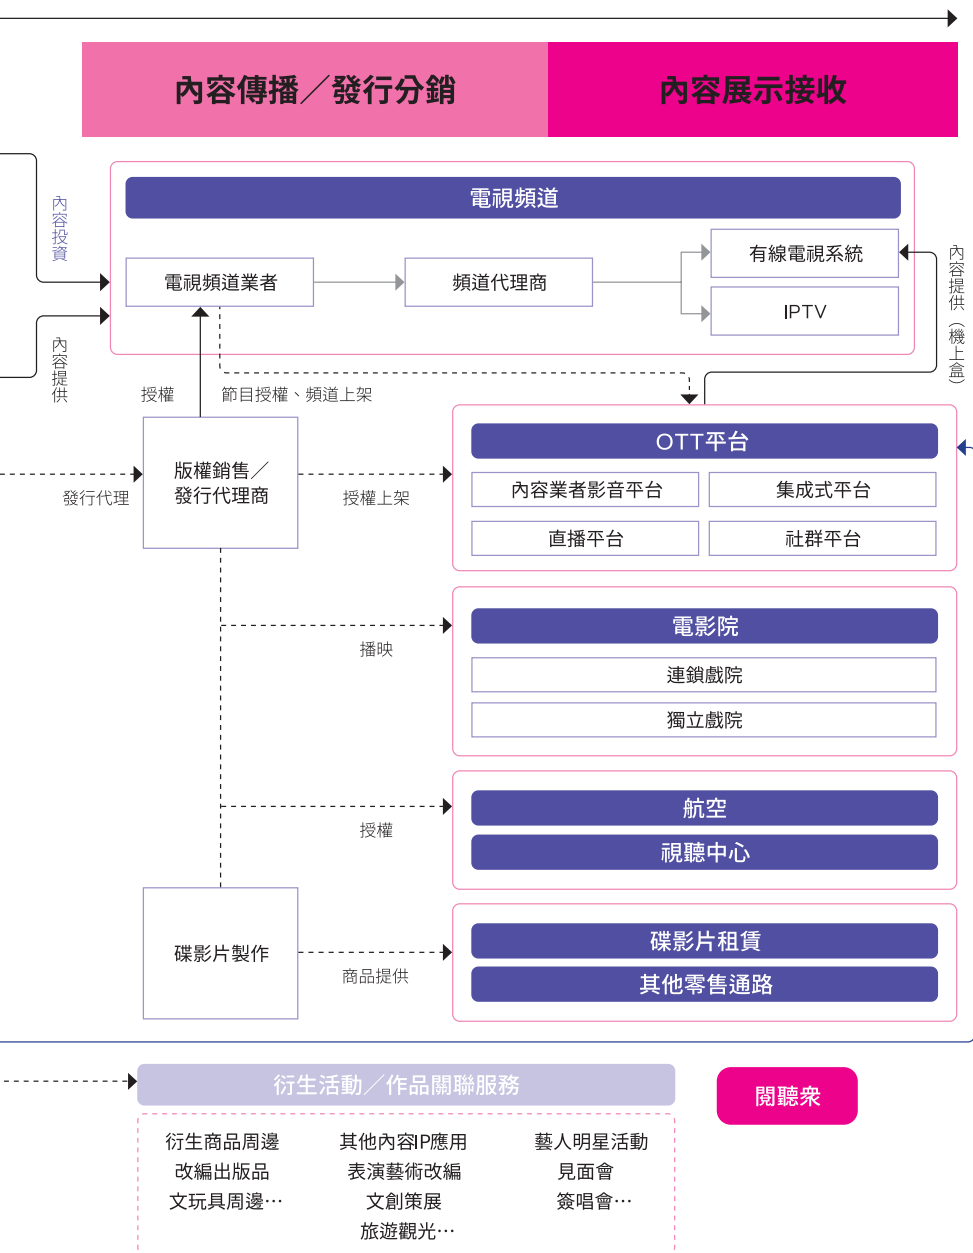 內容傳播／發行分銷
內容展示接收
內容投資
內容提供
電視頻道
電視頻道業者
頻道代理商
有線電視系統
IPTV
內容提供（機上盒）
授權
節目授權、頻道上架
發行代理
版權銷售／
發行代理商
授權上架
OTT平台
內容業者影音平台
集成式平台
直播平台
社群平台
播映
電影院
連鎖戲院
獨立戲院
授權
航空
視聽中心
碟影片製作
商品提供
碟影片租賃
其他零售通路
衍生活動／作品關聯服務
閱聽眾
衍生商品周邊
改編出版品
文玩具周邊⋯
其他內容IP應用
表演藝術改編
文創策展
旅遊觀光⋯
藝人明星活動
見面會
簽唱會⋯